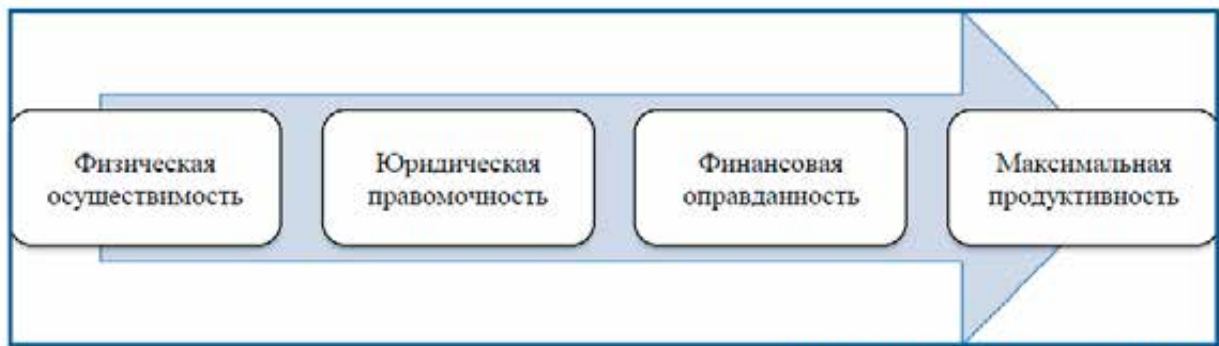 Физическая
осуществимость
Юридическая
правомочность
Финансовая
оправданность
Максимальная
продуктивность